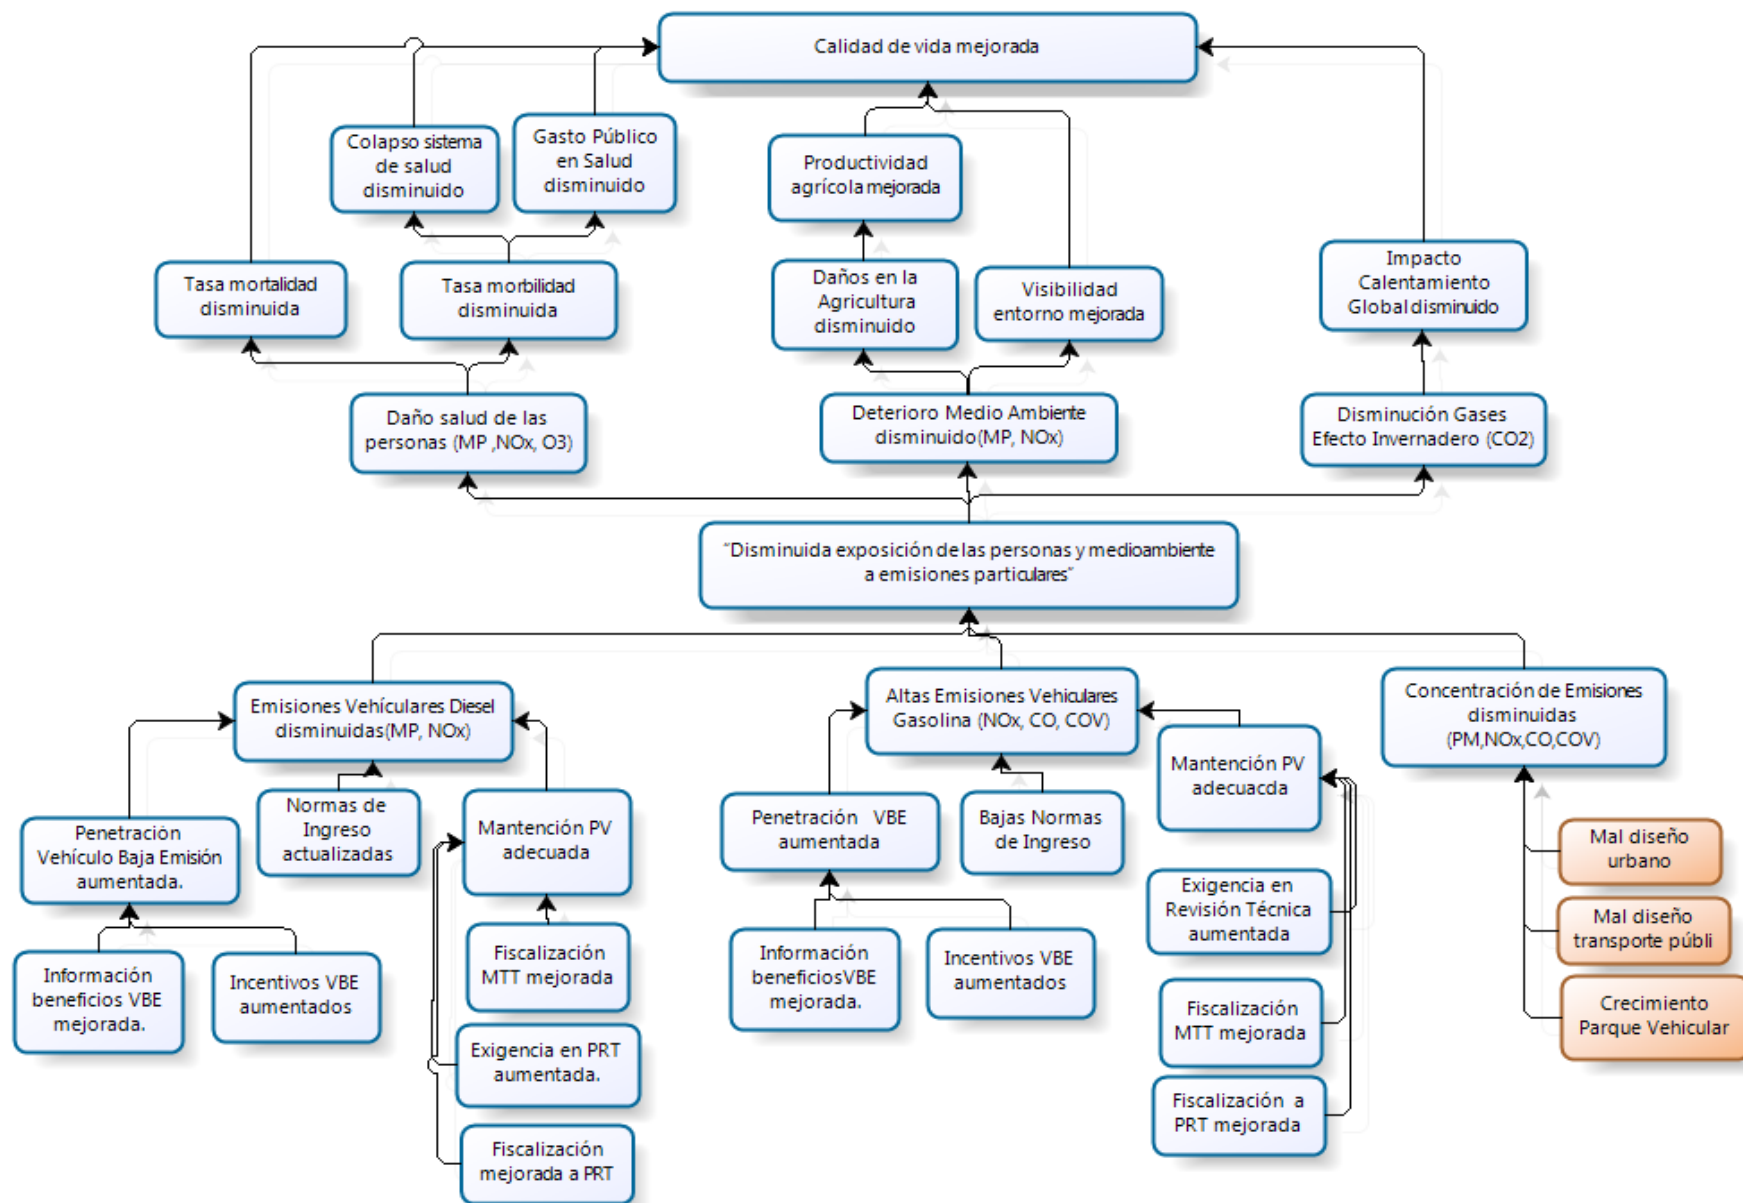 Calidad de vida mejorada
Colapso sistema
de salud
disminuido
Gasto Público
en Salud
disminuido
Productividad
agrícola mejorada
Tasa mortalidad
disminuida
Tasa morbilidad
disminuida
Daños en la
Agricultura
disminuido
Visibilidad
entorno mejorada
Impacto
Calentamiento
Global disminuido
Daño salud de las
personas (MP ,NOx, O3)
Deterioro Medio Ambiente
disminuido(MP, NOx)
Disminución Gases
Efecto Invernadero (CO2)
“Disminuida exposición de las personas y medioambiente
a emisiones particulares”
Emisiones Vehículares Diesel
disminuidas(MP, NOx)
Altas Emisiones Vehiculares
Gasolina (NOx, CO, COV)
Concentración de Emisiones
disminuidas
(PM,NOx,CO,COV)
Penetración
Vehículo Baja Emisión
aumentada.
Normas de
Ingreso
actualizadas
Mantención PV
adecuada
Penetración VBE
aumentada
Bajas Normas
de Ingreso
Mantención PV
adecuacda
Mal diseño
urbano
Mal diseño
transporte públi
Crecimiento
Parque Vehicular
Información
beneficios VBE
mejorada.
Incentivos VBE
aumentados
Fiscalización
MTT mejorada
Exigencia en PRT
aumentada.
Fiscalización
mejorada a PRT
Información
beneficiosVBE
mejorada.
Incentivos VBE
aumentados
Exigencia en
Revisión Técnica
aumentada
Fiscalización
MTT mejorada
Fiscalización a
PRT mejorada